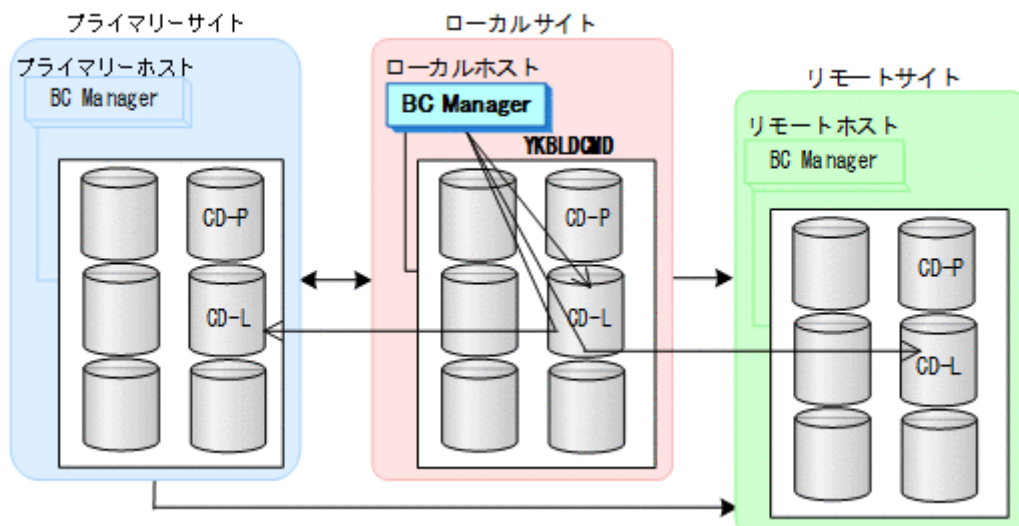 プライマリーサイト
プライマリーホスト
BC Manager
CD-P
CD-L
ローカルサイト
ローカルホスト
BC Manager
YKBLDCMD
CD-P
CD-L
リモートサイト
リモートホスト
BC Manager
CD-P
CD-L